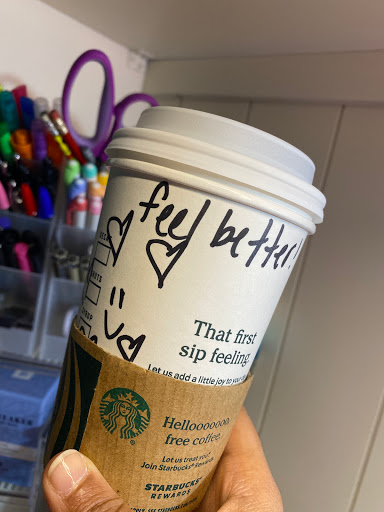 feel better!
That first
sip feeling
Let us add a little joy to your
Hellooooooo,
free coffee.
Let us treat you!
Join Starbucks® Rewards
STARBUCKS®
REWARDS